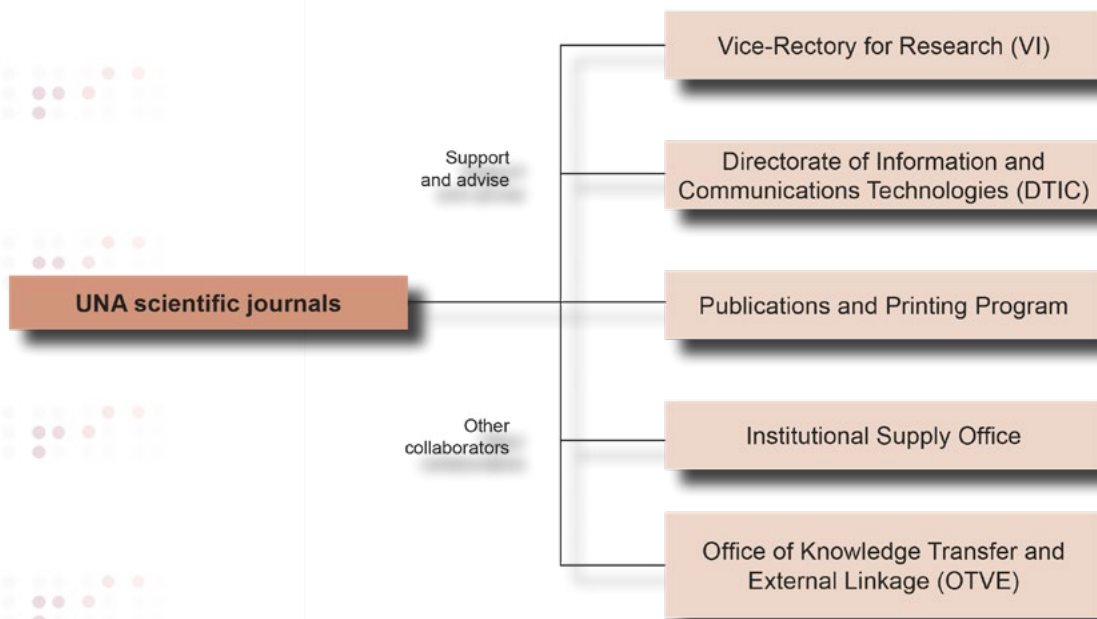 Vice-Rectory for Research (VI)
Support
and advise
Directorate of Information and
Communications Technologies (DTIC)
UNA scientific journals
Publications and Printing Program
Other
collaborators
Institutional Supply Office
Office of Knowledge Transfer and
External Linkage (OTVE)